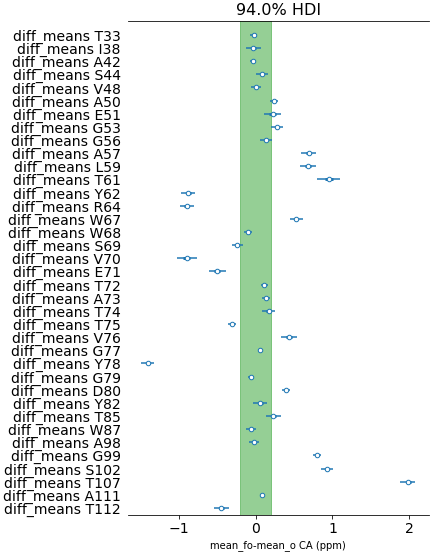 94.0% HDI
diff_means T33
diff_means I38
diff_means A42
diff_means S44
diff_means V48
diff_means A50
diff_means E51
diff_means G53
diff_means G56
diff_means A57
diff_means L59
diff_means T61
diff_means Y62
diff_means R64
diff_means W67
diff_means W68
diff_means S69
diff_means V70
diff_means E71
diff_means T72
diff_means A73
diff_means T74
diff_means T75
diff_means V76
diff_means G77
diff_means Y78
diff_means G79
diff_means D80
diff_means Y82
diff_means T85
diff_means W87
diff_means A98
diff_means G99
diff_means S102
diff_means T107
diff_means A111
diff_means T112
−1 0 1 2
mean_fo-mean_o CA (ppm)